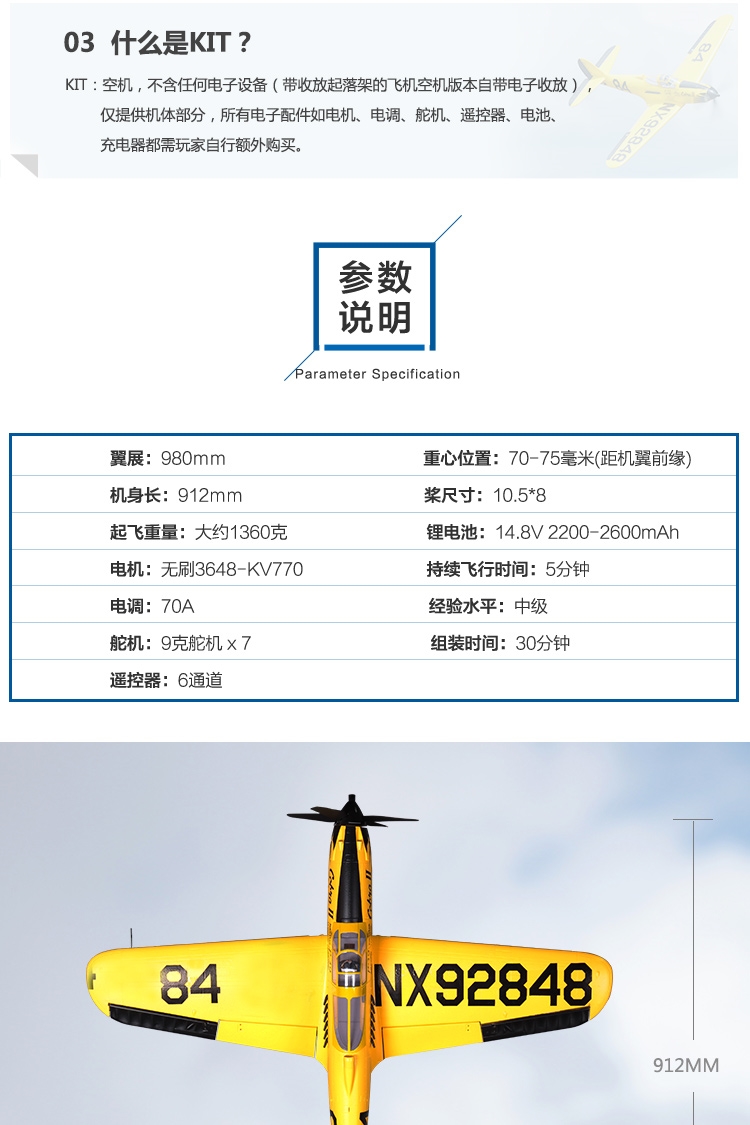 03 什么是KIT？
KIT：空机，不含任何电子设备（带收放起落架的飞机空机版本自带电子收放），
仅提供机体部分，所有电子配件如电机、电调、舵机、遥控器、电池、
充电器都需玩家自行额外购买。
84
NX92848
参数
说明
Parameter Specification
翼展：980mm
重心位置：70-75毫米(距机翼前缘)
机身长：912mm
桨尺寸：10.5*8
起飞重量：大约1360克
锂电池：14.8V 2200-2600mAh
电机：无刷3648-KV770
持续飞行时间：5分钟
电调：70A
经验水平：中级
舵机：9克舵机 x 7
组装时间：30分钟
遥控器：6通道
Cobra II
Cobra II
84
NX92848
912MM